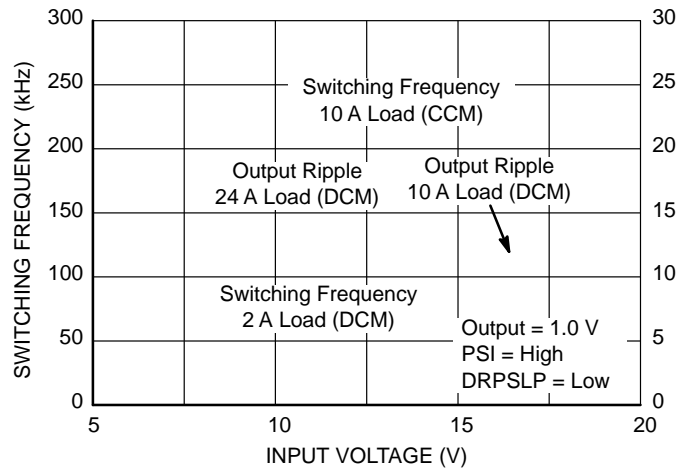 300
250
200
150
100
50
0
SWITCHING FREQUENCY (kHz)
30
25
20
15
10
5
0
Switching Frequency
10 A Load (CCM)
Output Ripple
24 A Load (DCM)
Output Ripple
10 A Load (DCM)
Switching Frequency
2 A Load (DCM)
Output = 1.0 V
PSI = High
DRPSLP = Low
5
10
15
20
INPUT VOLTAGE (V)